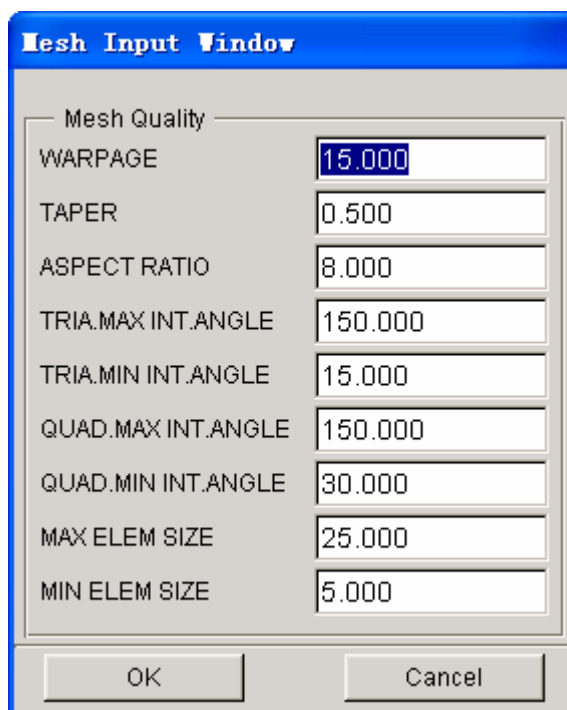 Mesh Input Window
Mesh Quality
WARPAGE 15.000
TAPER 0.500
ASPECT RATIO 8.000
TRIA.MAX INT.ANGLE 150.000
TRIA.MIN INT.ANGLE 15.000
QUAD.MAX INT.ANGLE 150.000
QUAD.MIN INT.ANGLE 30.000
MAX ELEM SIZE 25.000
MIN ELEM SIZE 5.000
OK Cancel